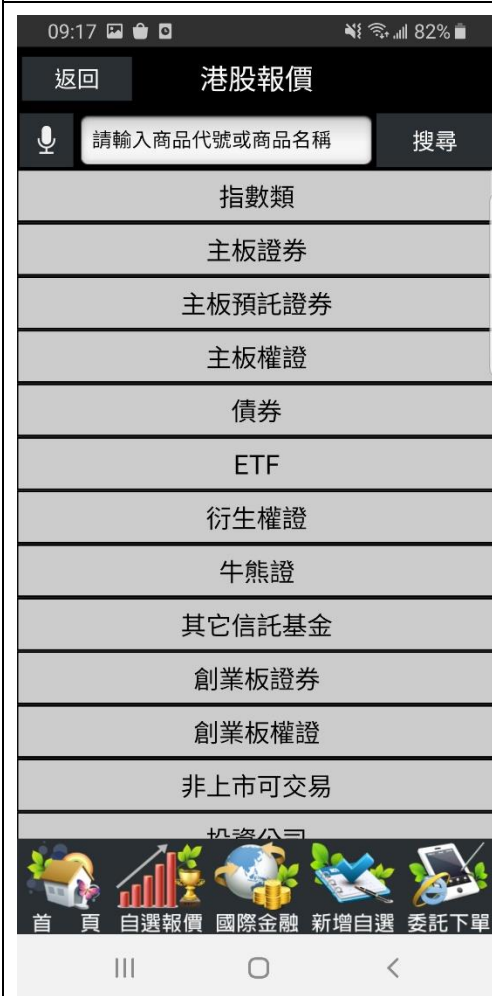 09:17 82%
返回 港股報價
請輸入商品代號或商品名稱 搜尋
指數類
主板證券
主板預託證券
主板權證
債券
ETF
衍生權證
牛熊證
其它信託基金
創業板證券
創業板權證
非上市可交易
投資公司
首 頁 自選報價 國際金融 新增自選 委託下單